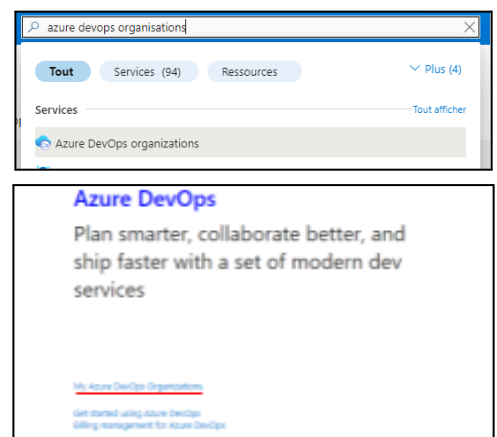 azure devops organisations
Tout Services (94) Ressources Plus (4)
Services Tout afficher
Azure DevOps organizations
Azure DevOps
Plan smarter, collaborate better, and
ship faster with a set of modern dev
services
My Azure DevOps Organizations
Get started using Azure DevOps
Billing management for Azure DevOps